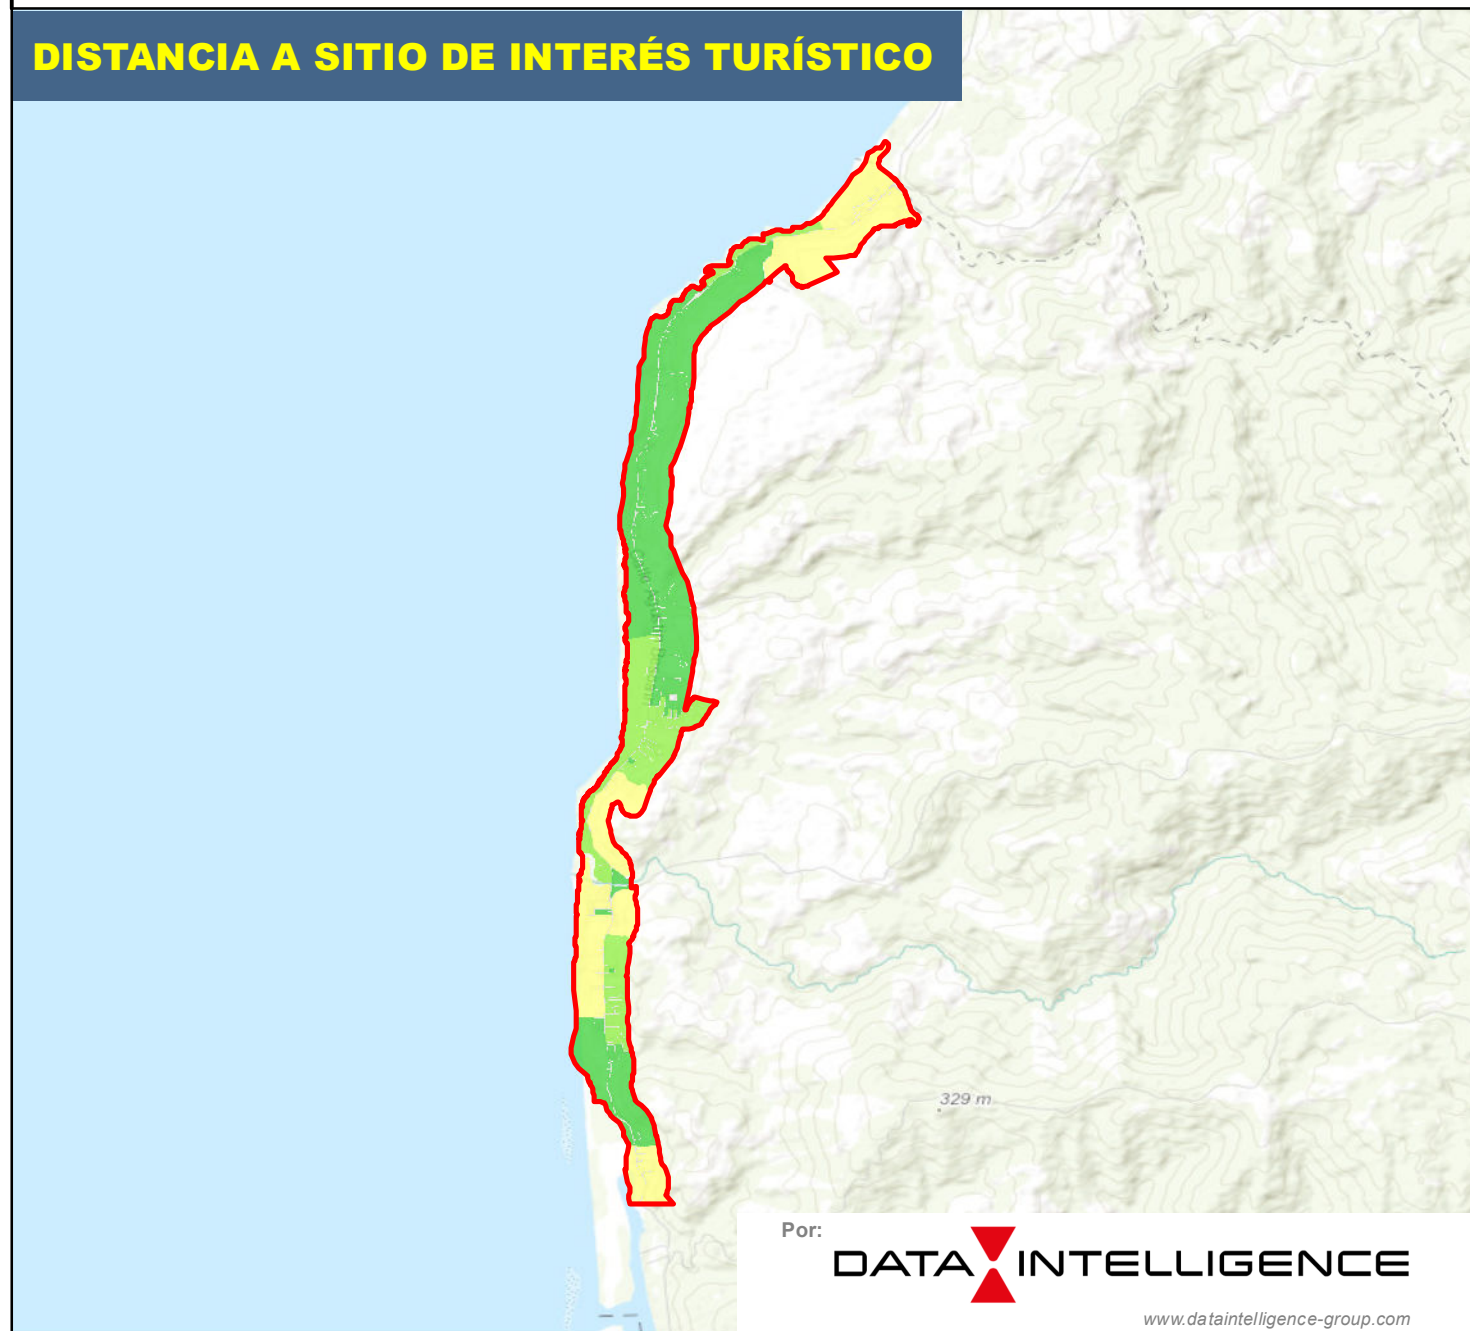 DISTANCIA A SITIO DE INTERÉS TURÍSTICO
329 m
Por:
DATA INTELLIGENCE
www.dataintelligence-group.com